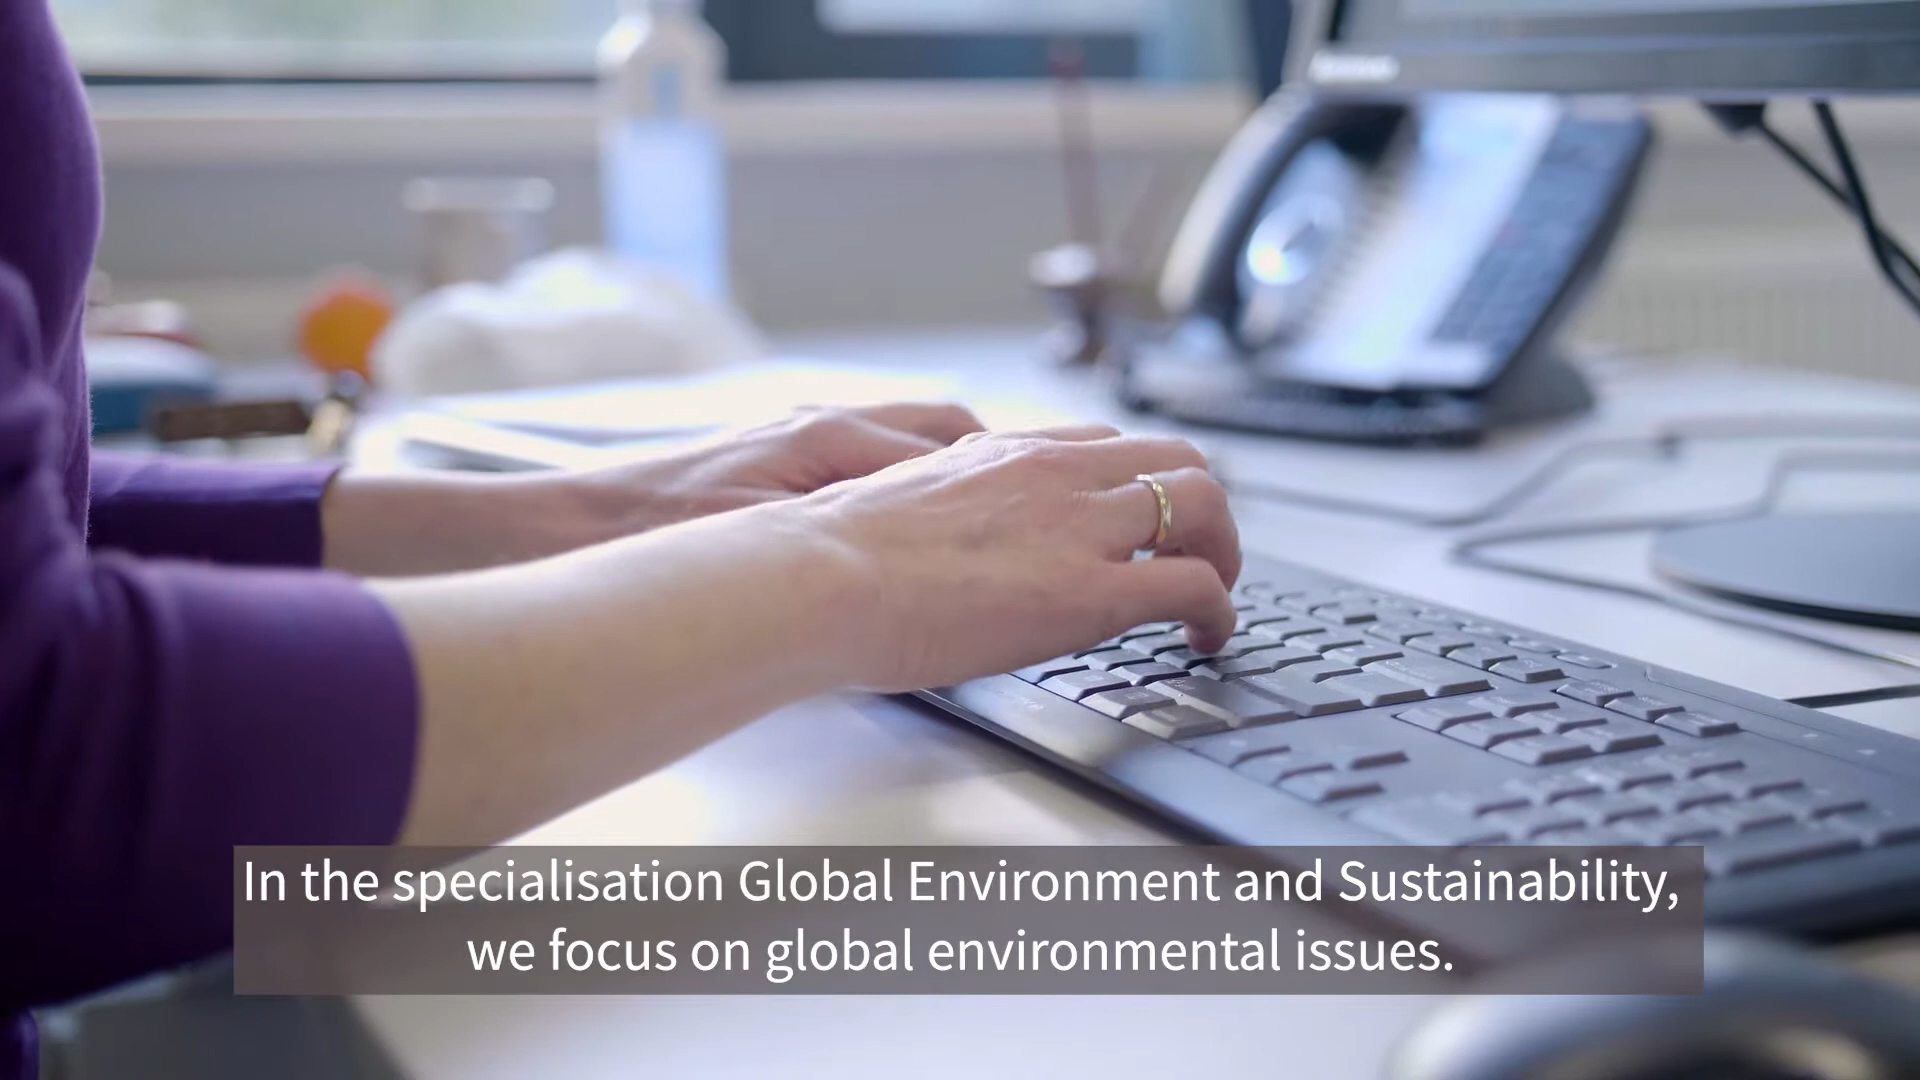 In the specialisation Global Environment and Sustainability,
we focus on global environmental issues.